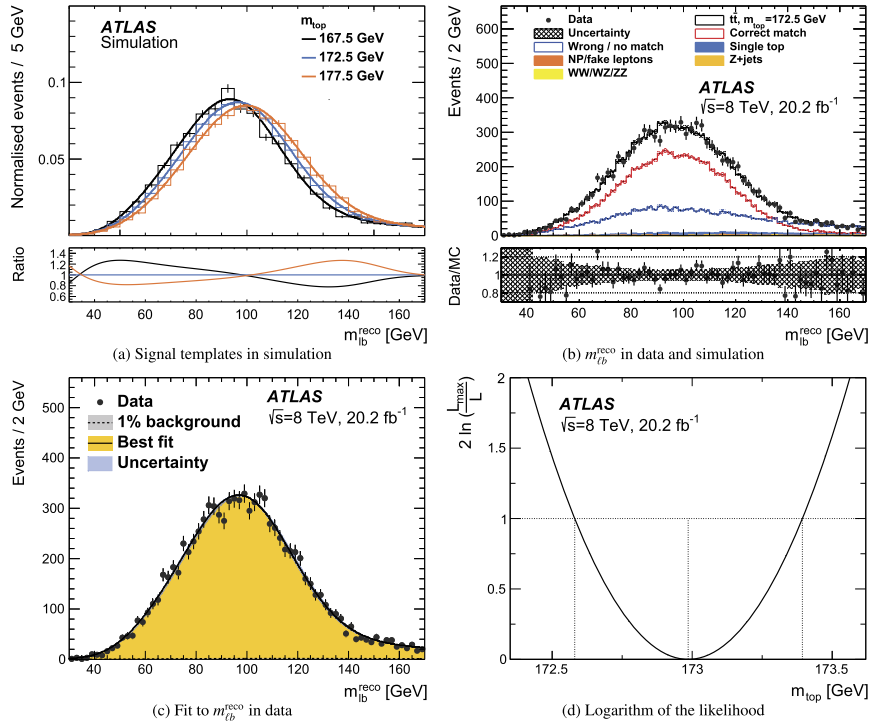 ATLAS
Simulation
m_top
167.5 GeV
172.5 GeV
177.5 GeV
Normalised events / 5 GeV
0.1
0.05
Ratio
1.4
1.2
1
0.8
0.6
40 60 80 100 120 140 160
m_lb^reco [GeV]
(a) Signal templates in simulation
Events / 2 GeV
600
500
400
300
200
100
0
Data
Uncertainty
Wrong / no match
NP/fake leptons
WW/WZ/ZZ
tt̄, m_top=172.5 GeV
Correct match
Single top
Z+jets
ATLAS
√s=8 TeV, 20.2 fb⁻¹
Data/MC
1.2
1
0.8
40 60 80 100 120 140 160
m_lb^reco [GeV]
(b) m_ℓb^reco in data and simulation
Events / 2 GeV
500
400
300
200
100
0
Data
1% background
Best fit
Uncertainty
ATLAS
√s=8 TeV, 20.2 fb⁻¹
40 60 80 100 120 140 160
m_lb^reco [GeV]
(c) Fit to m_ℓb^reco in data
2 ln (L_max/L)
2
1.5
1
0.5
0
ATLAS
√s=8 TeV, 20.2 fb⁻¹
172.5 173 173.5
m_top [GeV]
(d) Logarithm of the likelihood